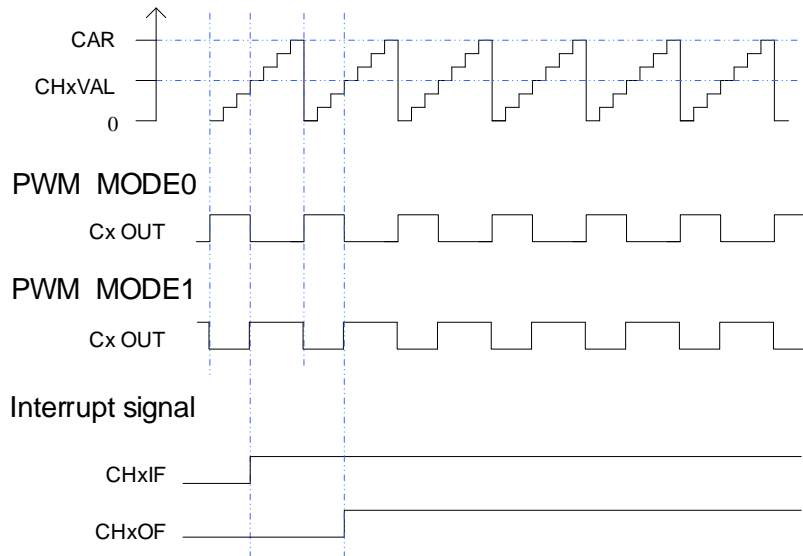 CAR
CHxVAL
0
PWM MODE0
Cx OUT
PWM MODE1
Cx OUT
Interrupt signal
CHxIF
CHxOF